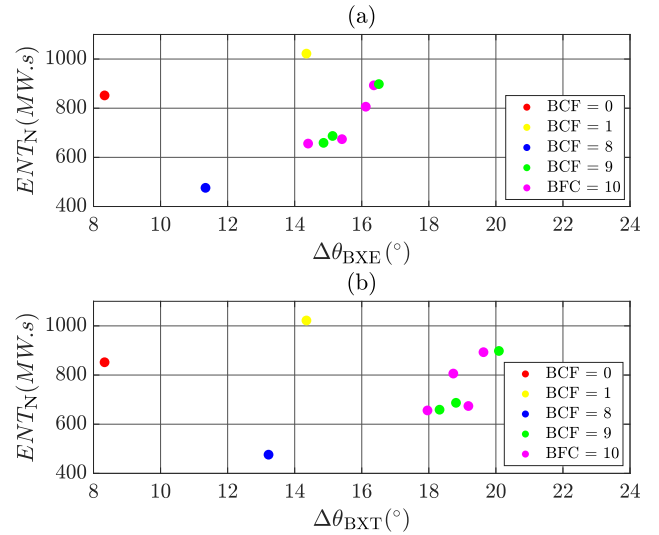 (a)
1000
800
600
400
ENT_N(MW.s)
BCF = 0
BCF = 1
BCF = 8
BCF = 9
BFC = 10
8 10 12 14 16 18 20 22 24
Δθ_BXE(°)
(b)
1000
800
600
400
ENT_N(MW.s)
BCF = 0
BCF = 1
BCF = 8
BCF = 9
BFC = 10
8 10 12 14 16 18 20 22 24
Δθ_BXT(°)